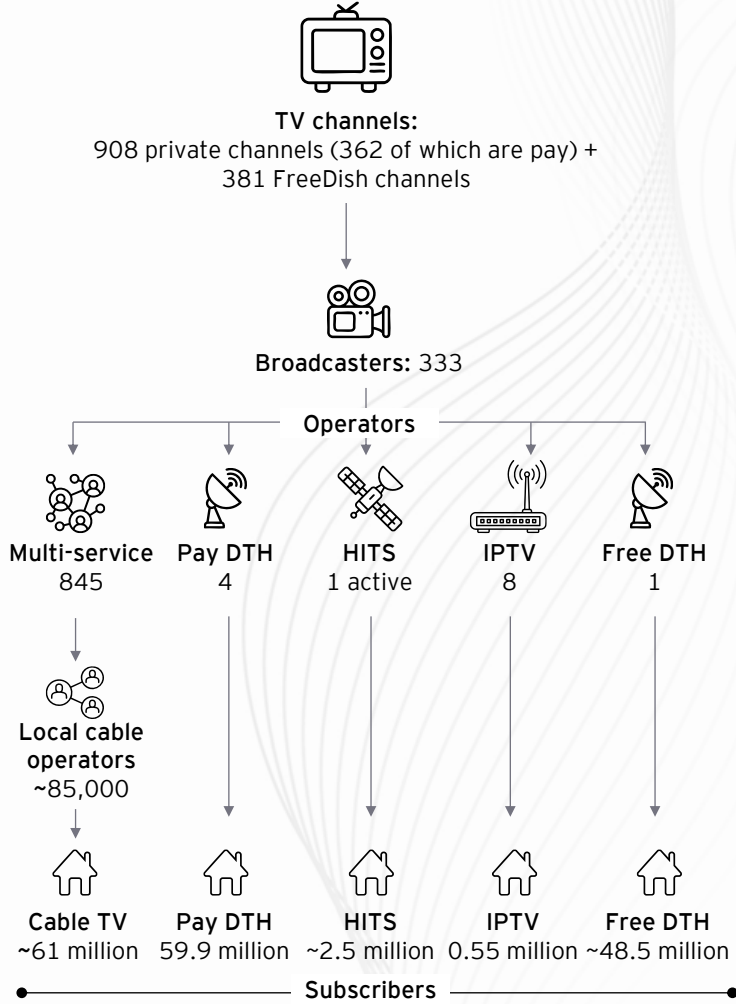 TV channels:
908 private channels (362 of which are pay) +
381 FreeDish channels
Broadcasters: 333
Operators
Multi-service
845
Pay DTH
4
HITS
1 active
IPTV
8
Free DTH
1
Local cable
operators
~85,000
Cable TV
~61 million
Pay DTH
59.9 million
HITS
~2.5 million
IPTV
0.55 million
Free DTH
~48.5 million
Subscribers